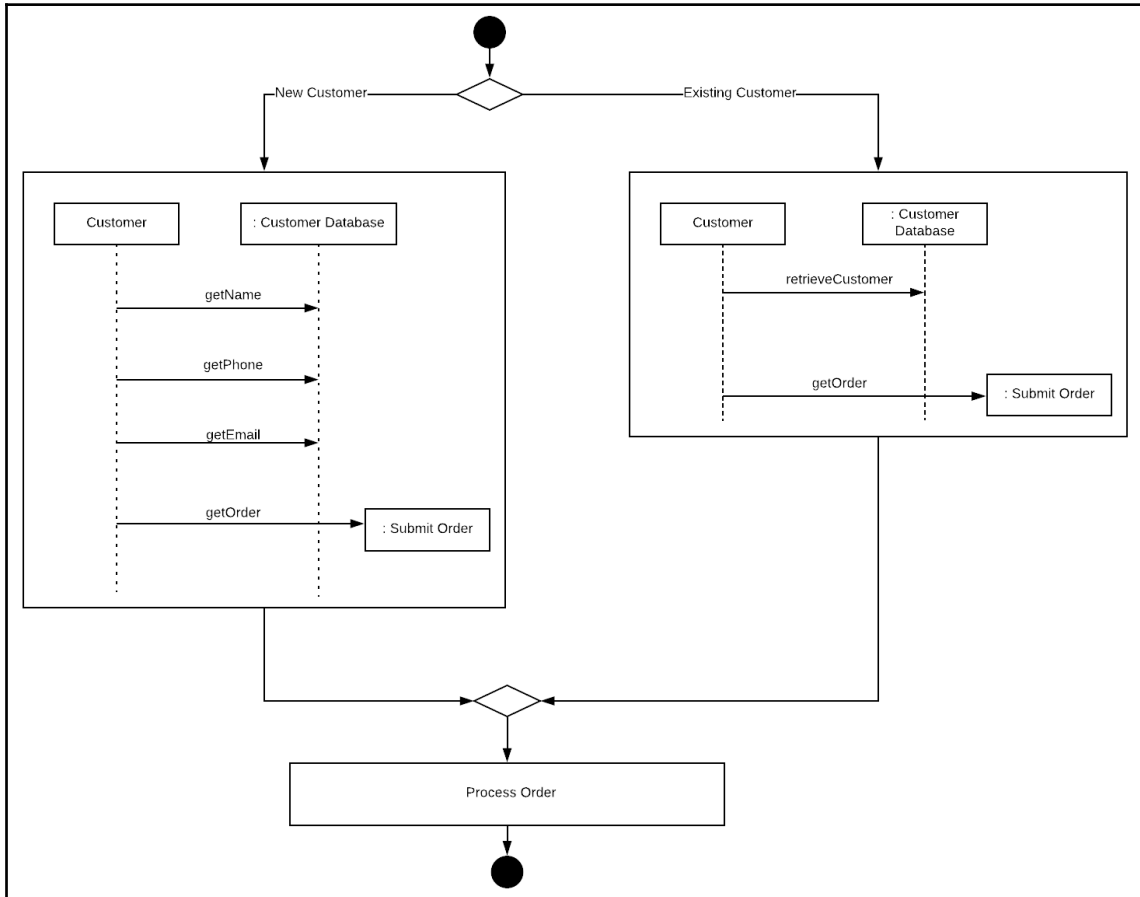 New Customer
Existing Customer
Customer
: Customer Database
getName
getPhone
getEmail
getOrder
: Submit Order
Customer
: Customer
Database
retrieveCustomer
getOrder
: Submit Order
Process Order